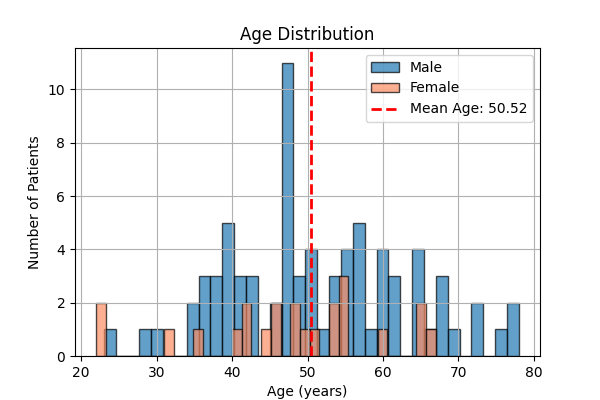 Age Distribution
Male
Female
Mean Age: 50.52
Number of Patients
10
8
6
4
2
0
20 30 40 50 60 70 80
Age (years)